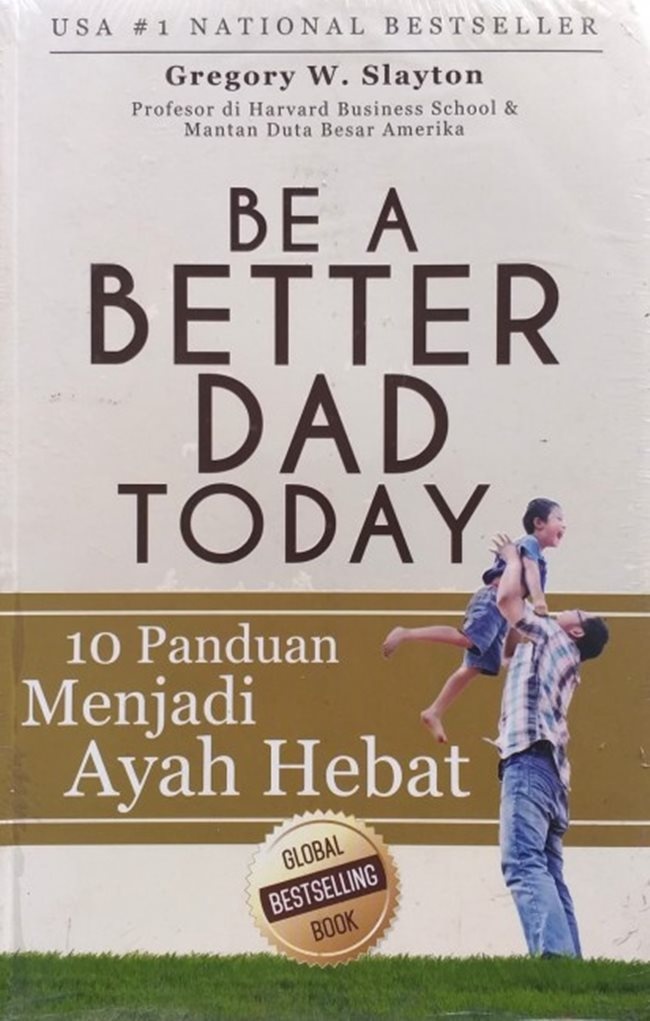 USA #1 NATIONAL BESTSELLER
Gregory W. Slayton
Profesor di Harvard Business School &
Mantan Duta Besar Amerika
BE A
BETTER
DAD
TODAY
10 Panduan
Menjadi
Ayah Hebat
GLOBAL
BESTSELLING
BOOK